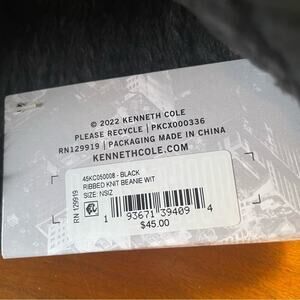 © 2022 KENNETH COLE
PLEASE RECYCLE | PKCX000336
RN129919 | PACKAGING MADE IN CHINA
KENNETHCOLE.COM
45KC050008 - BLACK
RIBBED KNIT BEANIE WIT
SIZE: NSIZ
RN 129919
1 93671 39409 4
$45.00